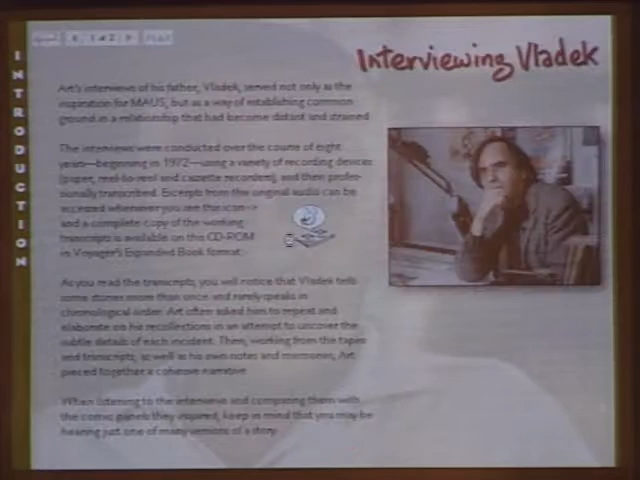 Interviewing Vladek
INTRODUCTION
Art's interviews of his father, Vladek, served not only as the
inspiration for MAUS, but as a way of establishing common
ground in a relationship that had become distant and strained
The interviews were conducted over the course of eight
years—beginning in 1972—using a variety of recording devices
(paper, reel-to-reel and cassette recorders), and then profes-
sionally transcribed. Excerpts from the original audio can be
accessed whenever you see this icon->
and a complete copy of the working
transcripts is available on this CD-ROM
in Voyager's Expanded Book format.
As you read the transcripts, you will notice that Vladek tells
some stories more than once and rarely speaks in
chronological order. Art often asked him to repeat and
elaborate on his recollections in an attempt to uncover the
subtle details of each incident. Then, working from the tapes
and transcripts, as well as his own notes and memories, Art
pieced together a cohesive narrative.
When listening to the interviews and comparing them with
the comic panels they inspired, keep in mind that you may be
hearing just one of many versions of a story.